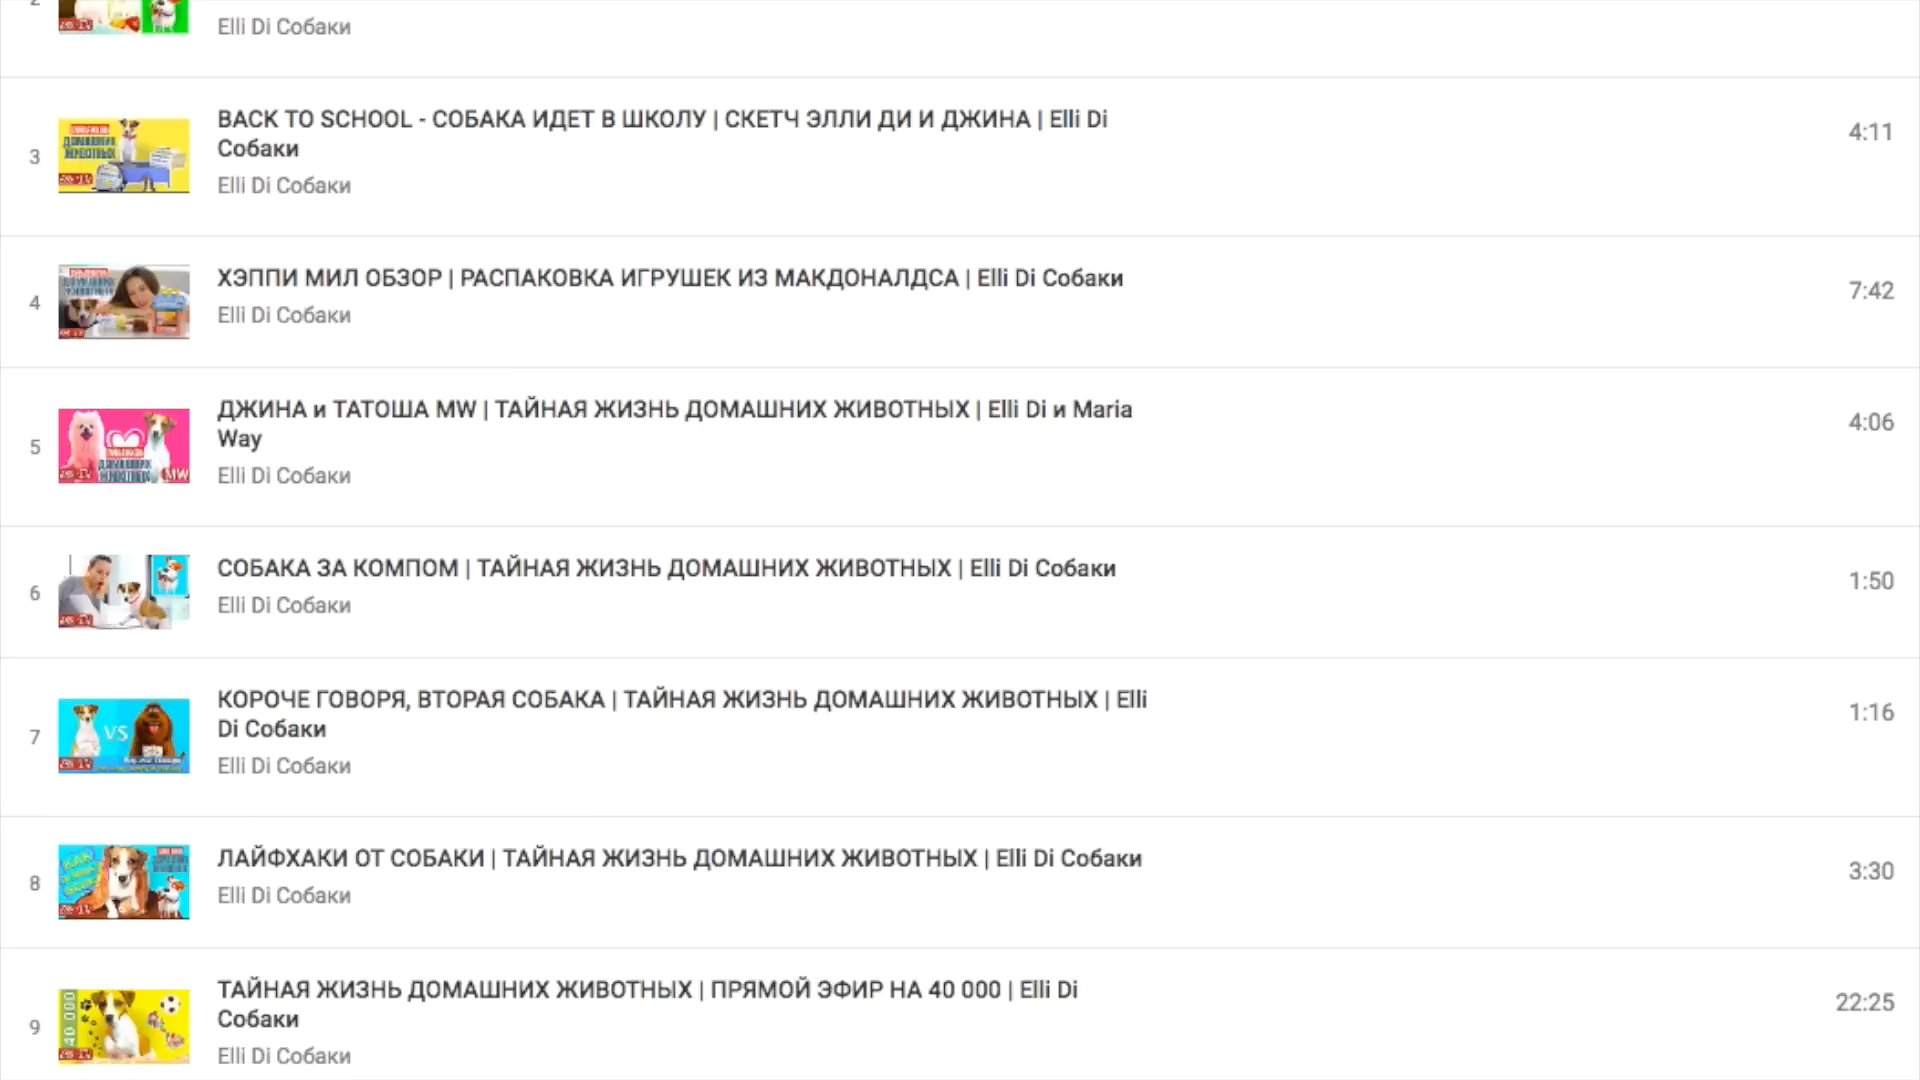 2
Elli Di Собаки
3
BACK TO SCHOOL - СОБАКА ИДЕТ В ШКОЛУ | СКЕТЧ ЭЛЛИ ДИ И ДЖИНА | Elli Di
Собаки
Elli Di Собаки
4:11
4
ХЭППИ МИЛ ОБЗОР | РАСПАКОВКА ИГРУШЕК ИЗ МАКДОНАЛДСА | Elli Di Собаки
Elli Di Собаки
7:42
5
ДЖИНА и ТАТОША MW | ТАЙНАЯ ЖИЗНЬ ДОМАШНИХ ЖИВОТНЫХ | Elli Di и Maria
Way
Elli Di Собаки
4:06
MW
6
СОБАКА ЗА КОМПОМ | ТАЙНАЯ ЖИЗНЬ ДОМАШНИХ ЖИВОТНЫХ | Elli Di Собаки
Elli Di Собаки
1:50
7
VS
КОРОЧЕ ГОВОРЯ, ВТОРАЯ СОБАКА | ТАЙНАЯ ЖИЗНЬ ДОМАШНИХ ЖИВОТНЫХ | Elli
Di Собаки
Elli Di Собаки
1:16
8
ЛАЙФХАКИ ОТ СОБАКИ | ТАЙНАЯ ЖИЗНЬ ДОМАШНИХ ЖИВОТНЫХ | Elli Di Собаки
Elli Di Собаки
3:30
9
40 000
ТАЙНАЯ ЖИЗНЬ ДОМАШНИХ ЖИВОТНЫХ | ПРЯМОЙ ЭФИР НА 40 000 | Elli Di
Собаки
Elli Di Собаки
22:25